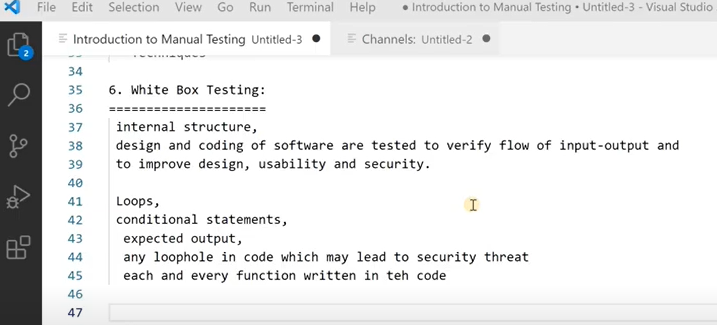 File Edit Selection View Go Run Terminal Help ● Introduction to Manual Testing • Untitled-3 - Visual Studio
Introduction to Manual Testing Untitled-3 ● Channels: Untitled-2 ●
2
34
35 6. White Box Testing:
36 =====================
37 internal structure,
38 design and coding of software are tested to verify flow of input-output and
39 to improve design, usability and security.
40
41 Loops,
42 conditional statements,
43 expected output,
44 any loophole in code which may lead to security threat
45 each and every function written in teh code
46
47